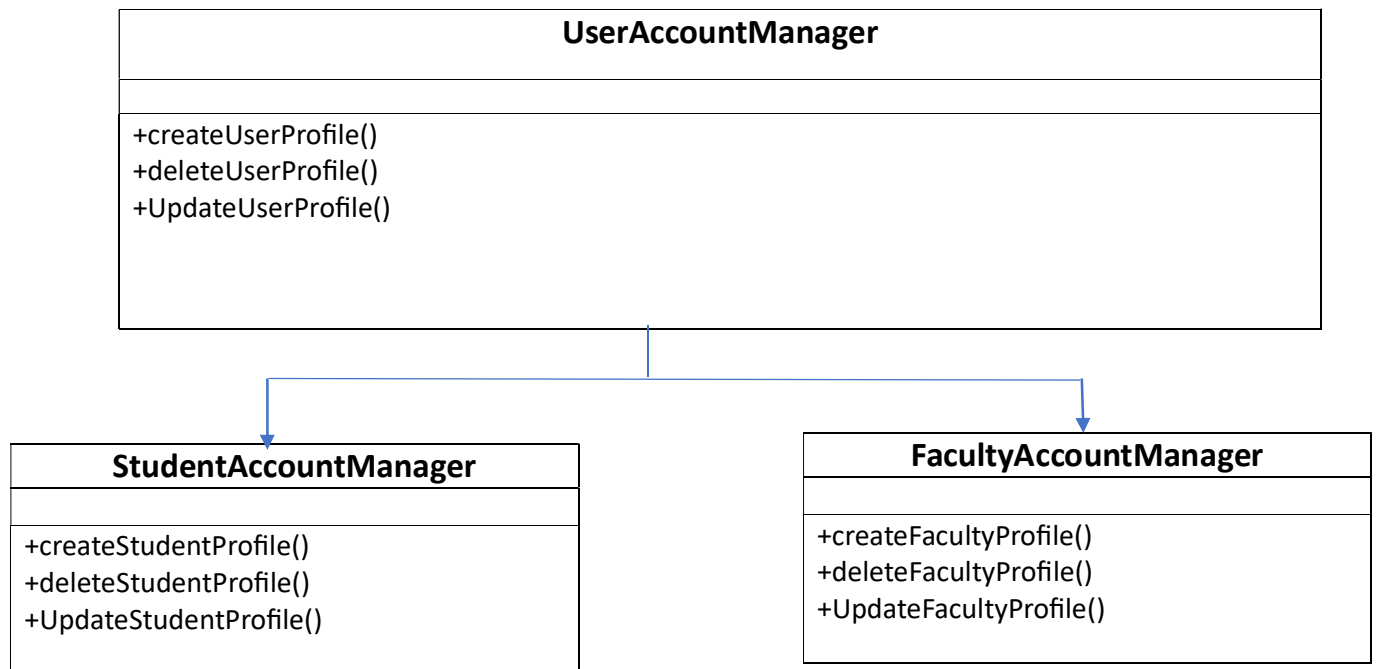 UserAccountManager
+createUserProfile()
+deleteUserProfile()
+UpdateUserProfile()
StudentAccountManager
+createStudentProfile()
+deleteStudentProfile()
+UpdateStudentProfile()
FacultyAccountManager
+createFacultyProfile()
+deleteFacultyProfile()
+UpdateFacultyProfile()